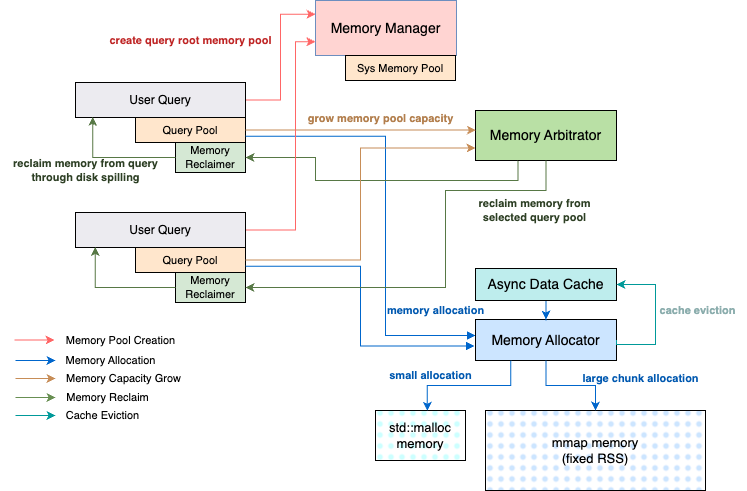 Memory Manager
create query root memory pool
Sys Memory Pool
User Query
grow memory pool capacity
Query Pool
Memory Arbitrator
Memory
Reclaimer
reclaim memory from query
through disk spilling
reclaim memory from
selected query pool
User Query
Query Pool
Memory
Reclaimer
Async Data Cache
memory allocation
cache eviction
Memory Allocator
Memory Pool Creation
Memory Allocation
Memory Capacity Grow
Memory Reclaim
Cache Eviction
small allocation
large chunk allocation
std::malloc
memory
mmap memory
(fixed RSS)